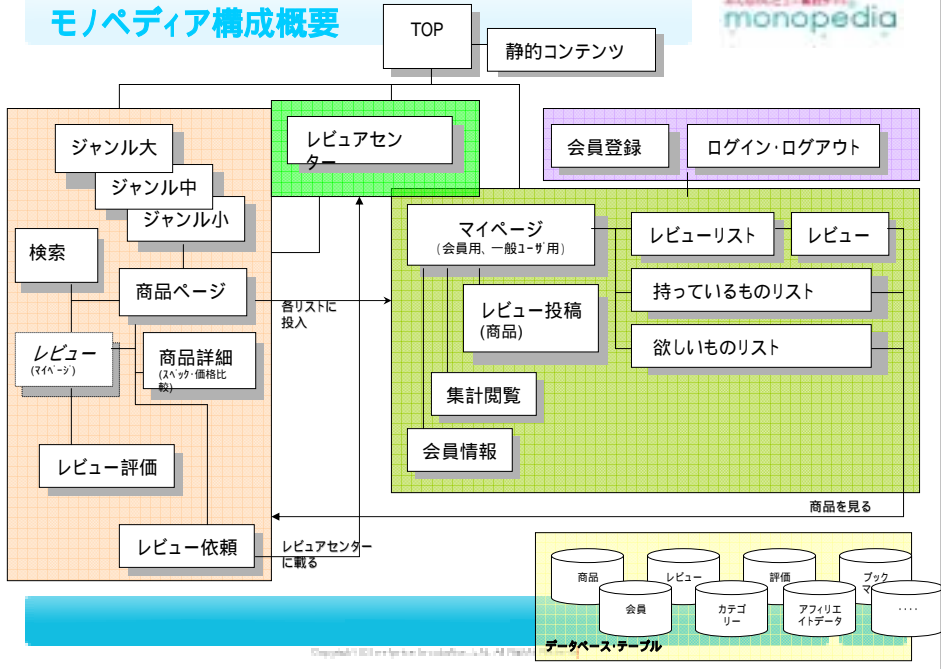 モノペディア構成概要
monopedia
TOP
静的コンテンツ
ジャンル大
ジャンル中
ジャンル小
検索
商品ページ
レビュー
(ﾏｲﾍﾟｰｼﾞ)
商品詳細
(ｽﾍﾟｯｸ・価格比
較)
レビュー評価
レビュー依頼
レビュアセン
ター
会員登録
ログイン・ログアウト
マイページ
(会員用、一般ﾕｰｻﾞ用)
レビューリスト
レビュー
レビュー投稿
(商品)
持っているものリスト
欲しいものリスト
集計閲覧
会員情報
各リストに
投入
商品を見る
レビュアセンター
に載る
商品
レビュー
評価
ブック
マ
会員
カテゴ
リー
アフィリエ
イトデータ
‥‥
データベース・テーブル